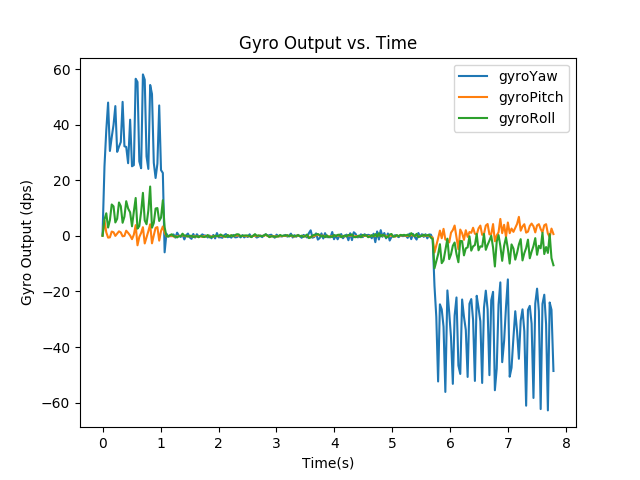 Gyro Output vs. Time
gyroYaw
gyroPitch
gyroRoll
60
40
20
0
−20
−40
−60
Gyro Output (dps)
0 1 2 3 4 5 6 7 8
Time(s)